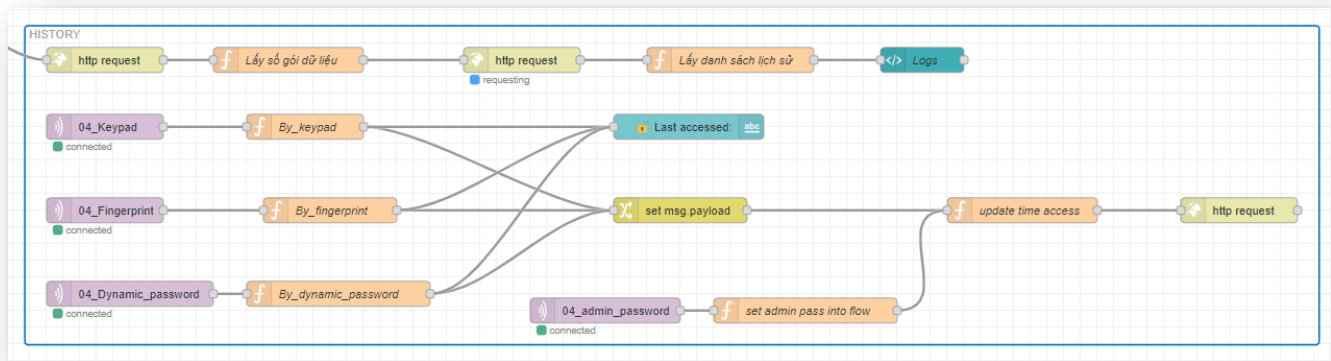 HISTORY
http request
Lấy số gói dữ liệu
http request
Lấy danh sách lịch sử
</> Logs
requesting
04_Keypad
By_keypad
Last accessed:
abc
connected
04_Fingerprint
By_fingerprint
set msg.payload
update time access
http request
connected
04_Dynamic_password
By_dynamic_password
connected
04_admin_password
set admin pass into flow
connected